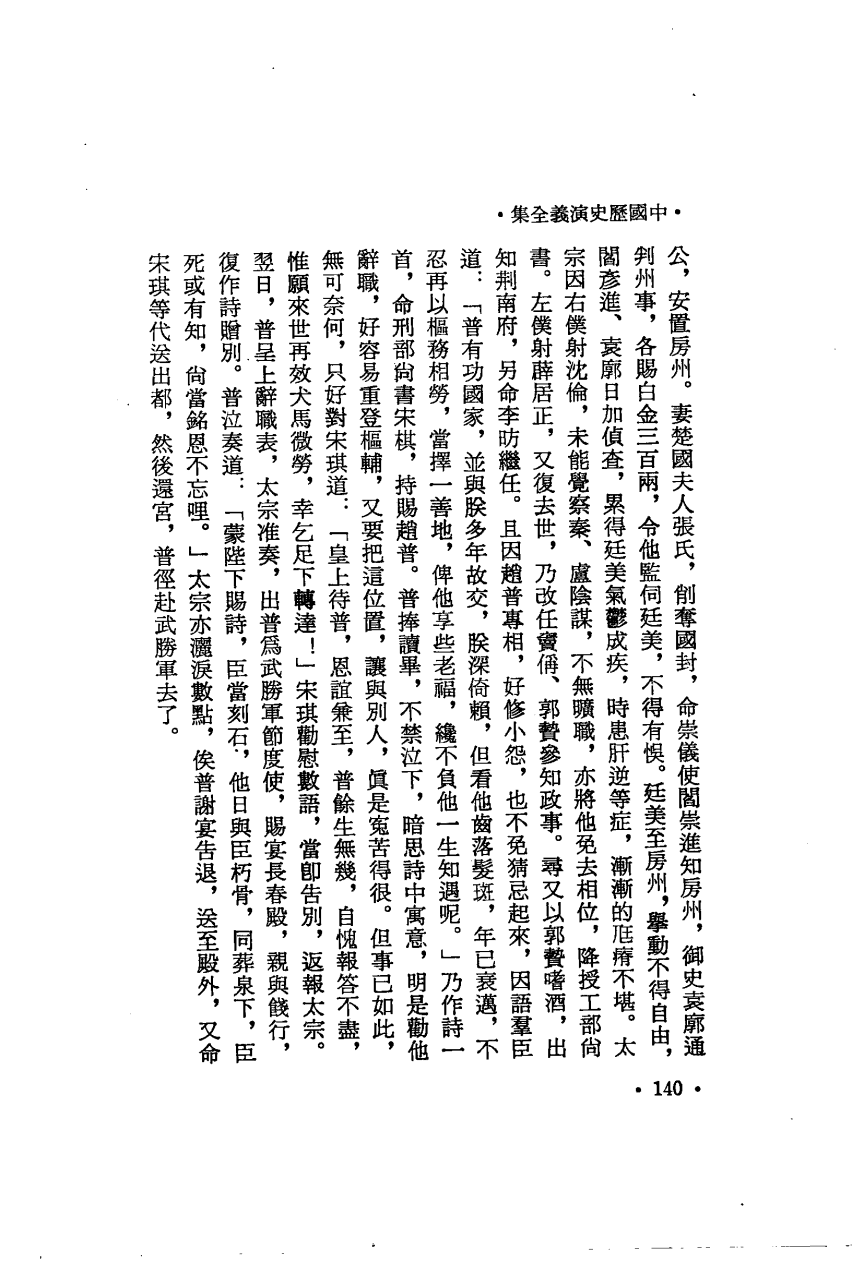 •中國歷史演義全集•
公，安置房州。妻楚國夫人張氏，削奪國封，命崇儀使閻崇進知房州，御史袁廓通
判州事，各賜白金三百兩，令他監伺廷美，不得有悞。廷美至房州，舉動不得自由，
閻彥進、袁廓日加偵查，累得廷美氣鬱成疾，時患肝逆等症，漸漸的尫瘠不堪。太
宗因右僕射沈倫，未能覺察秦、盧陰謀，不無曠職，亦將他免去相位，降授工部尙
書。左僕射薛居正，又復去世，乃改任竇偁、郭贄參知政事。尋又以郭贄嗜酒，出
知荆南府，另命李昉繼任。且因趙普專相，好修小怨，也不免猜忌起來，因語羣臣
道：「普有功國家，並與朕多年故交，朕深倚賴，但看他齒落髮斑，年已衰邁，不
忍再以樞務相勞，當擇一善地，俾他享些老福，纔不負他一生知遇呢。」乃作詩一
首，命刑部尙書宋棋，持賜趙普。普捧讀畢，不禁泣下，暗思詩中寓意，明是勸他
辭職，好容易重登樞輔，又要把這位置，讓與別人，眞是寃苦得很。但事已如此，
無可奈何，只好對宋琪道：「皇上待普，恩誼兼至，普餘生無幾，自愧報答不盡，
惟願來世再效犬馬微勞，幸乞足下轉達！」宋琪勸慰數語，當卽告別，返報太宗。
翌日，普呈上辭職表，太宗准奏，出普爲武勝軍節度使，賜宴長春殿，親與餞行，
復作詩贈別。普泣奏道：「蒙陛下賜詩，臣當刻石，他日與臣朽骨，同葬泉下，臣
死或有知，尙當銘恩不忘哩。」太宗亦灑淚數點，俟普謝宴告退，送至殿外，又命
宋琪等代送出都，然後還宮，普徑赴武勝軍去了。
•140•